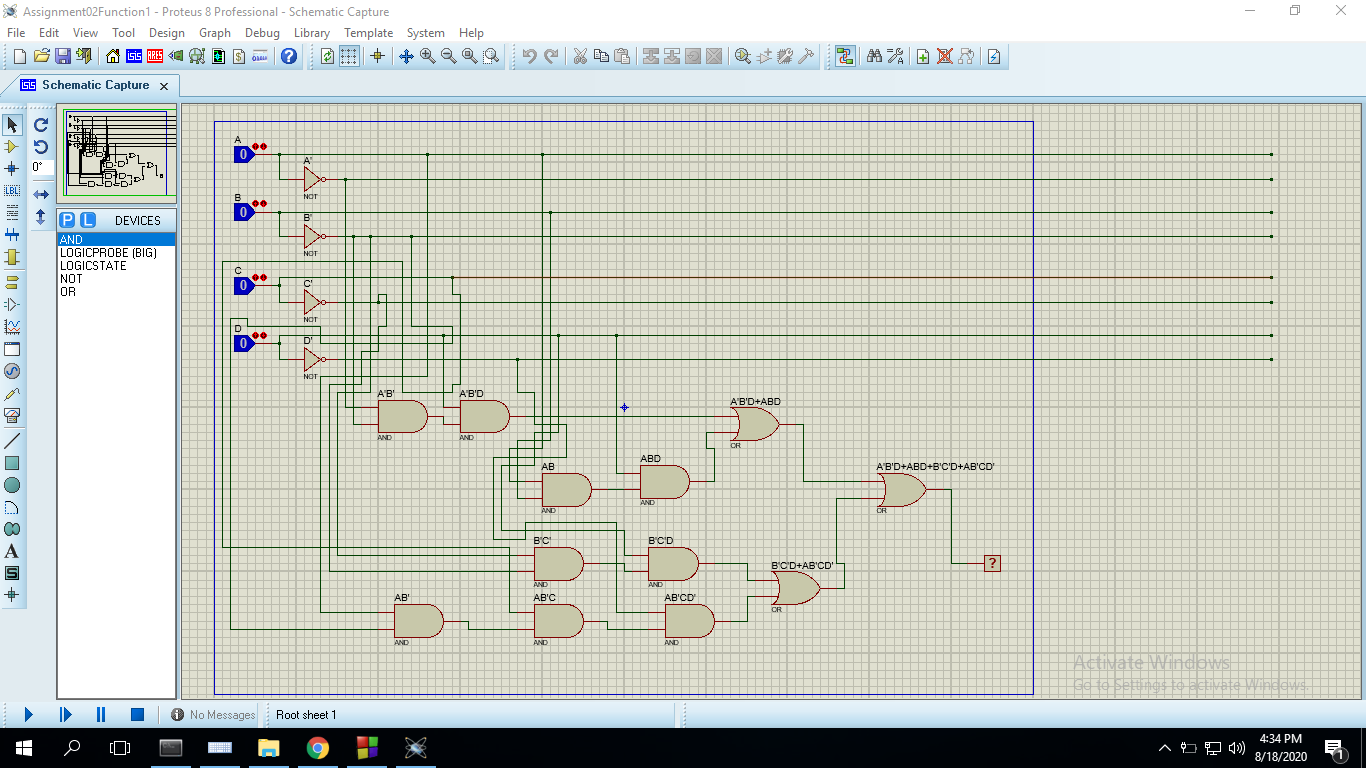 Assignment02Function1 - Proteus 8 Professional - Schematic Capture
File Edit View Tool Design Graph Debug Library Template System Help
Schematic Capture
0°
LBL
P L DEVICES
AND
LOGICPROBE (BIG)
LOGICSTATE
NOT
OR
A
S
A
0
A'
NOT
B
0
B'
NOT
C
0
C'
NOT
D
0
D'
NOT
A'B'
AND
A'B'D
AND
A'B'D+ABD
OR
AB
AND
ABD
AND
A'B'D+ABD+B'C'D+AB'CD'
OR
B'C'
AND
B'C'D
AND
B'C'D+AB'CD'
OR
?
AB'
AND
AB'C
AND
AB'CD'
AND
Activate Windows
Go to Settings to activate Windows.
No Messages Root sheet 1
4:34 PM
8/18/2020
1